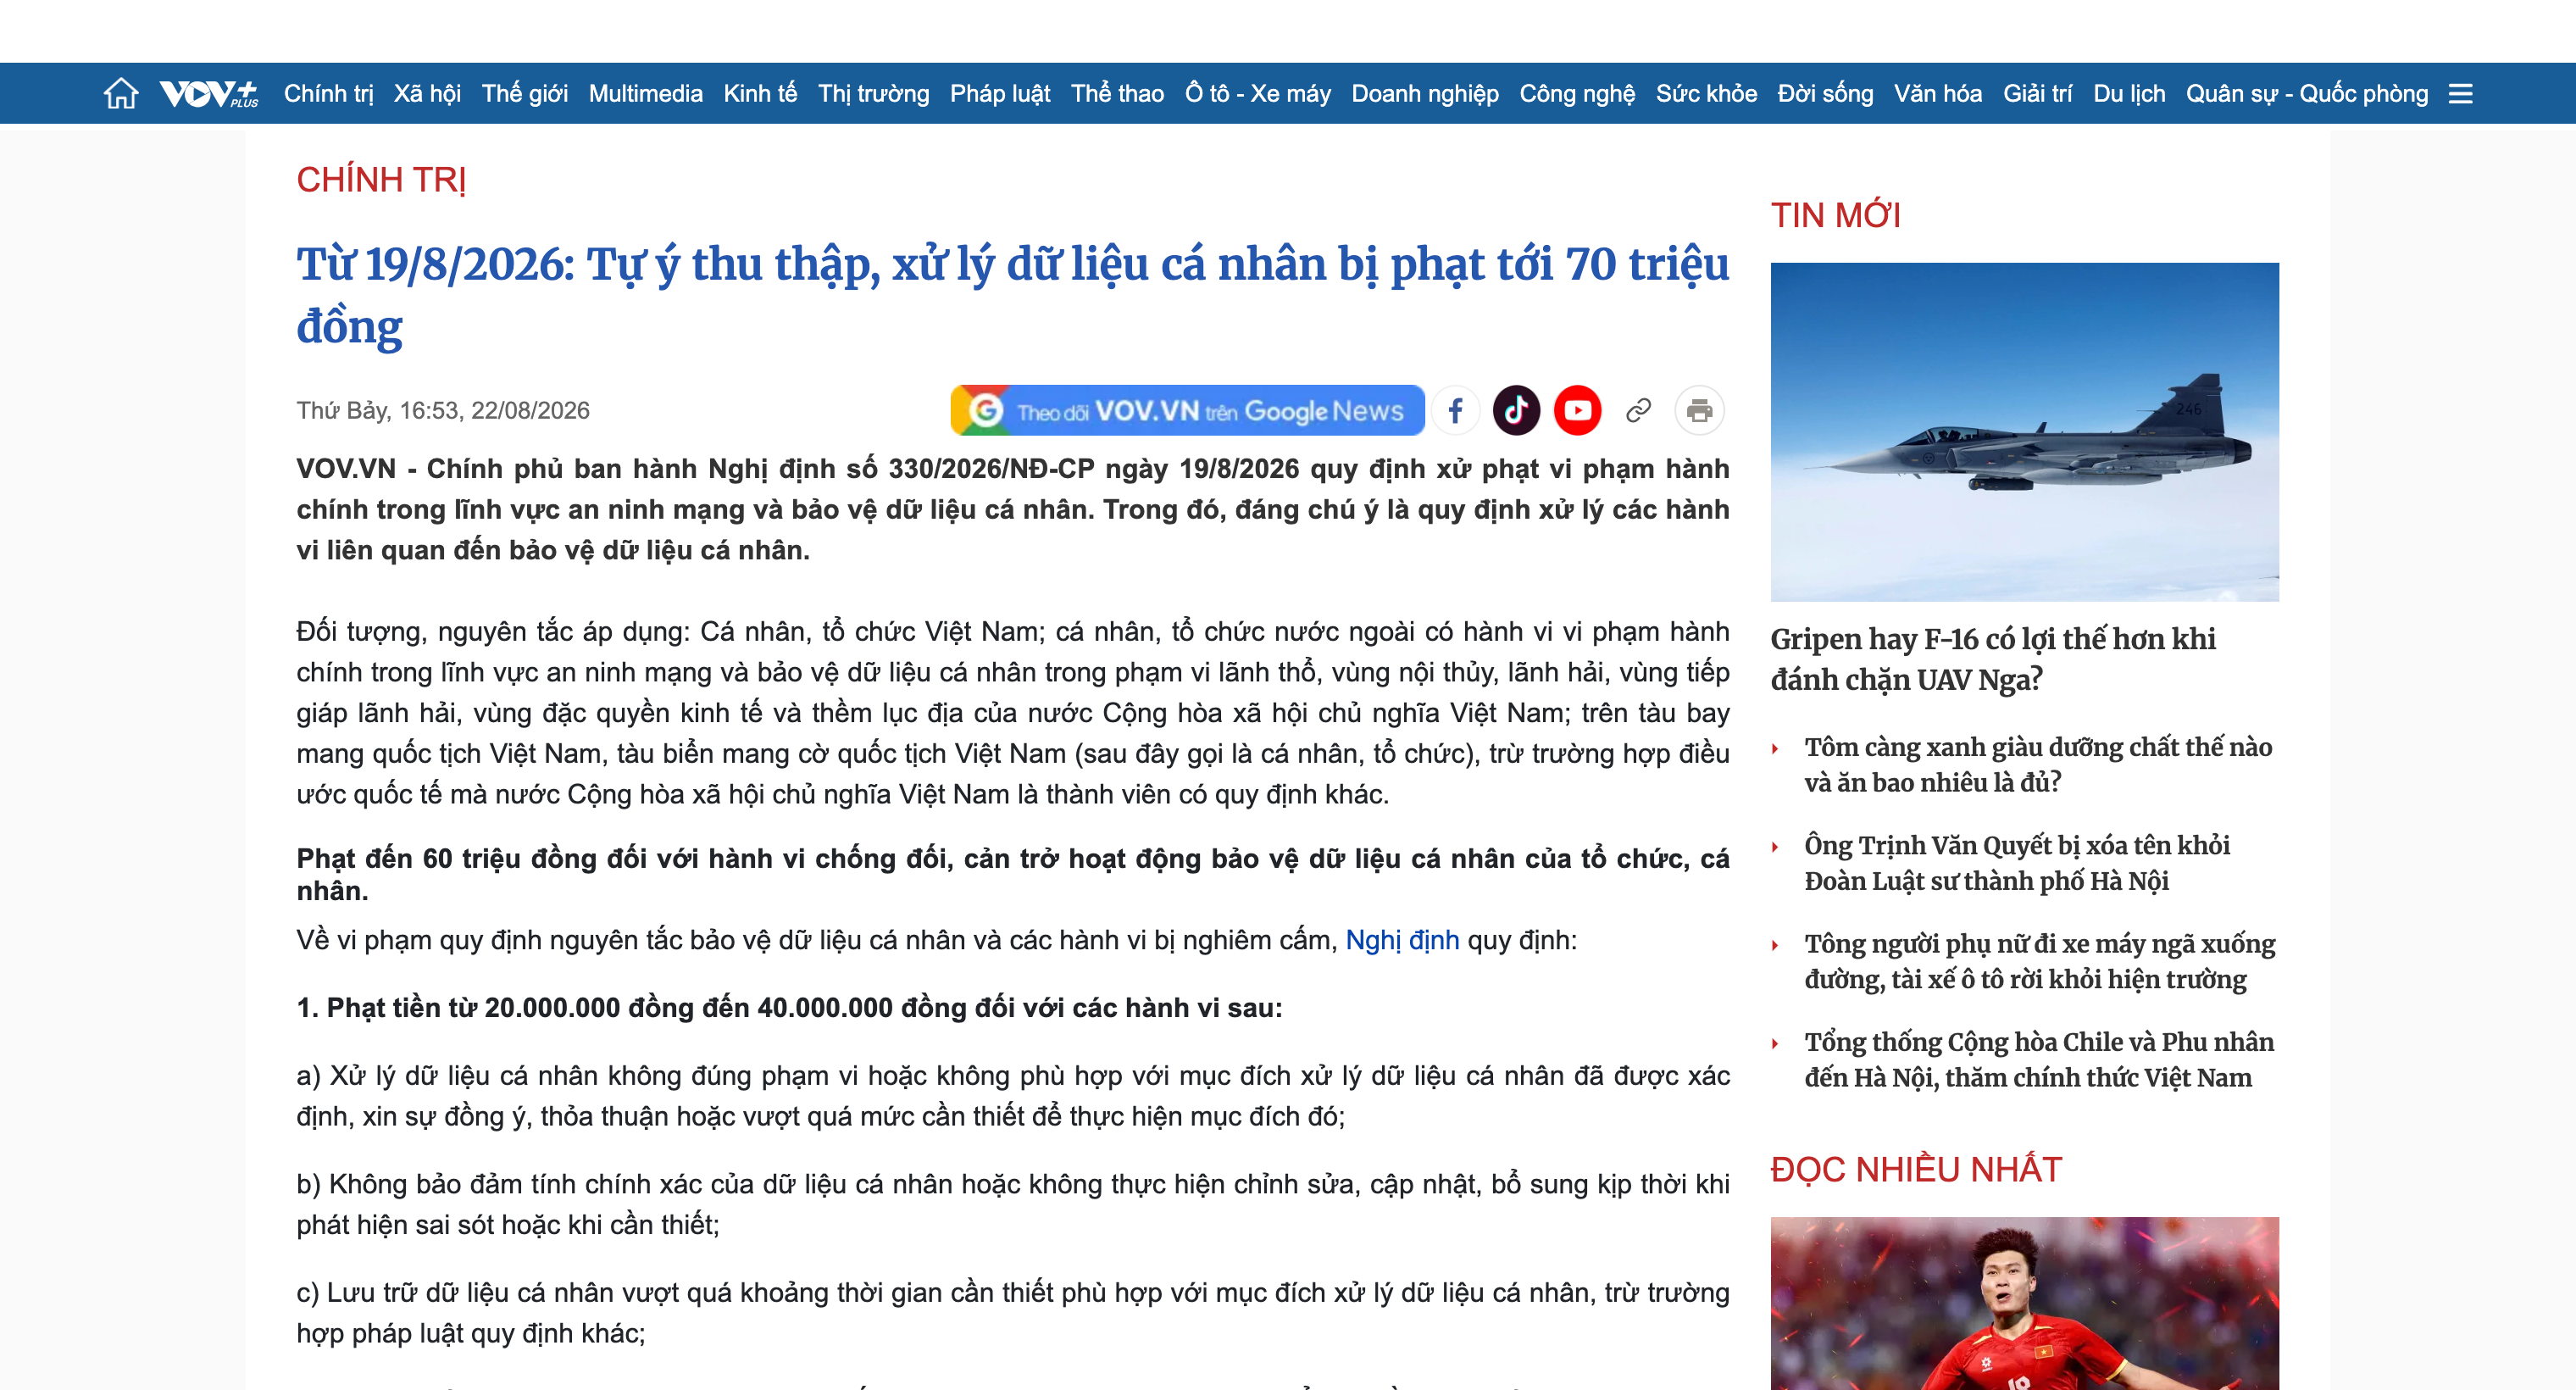 VOV+ PLUS Chính trị Xã hội Thế giới Multimedia Kinh tế Thị trường Pháp luật Thể thao Ô tô - Xe máy Doanh nghiệp Công nghệ Sức khỏe Đời sống Văn hóa Giải trí Du lịch Quân sự - Quốc phòng
CHÍNH TRỊ
Từ 19/8/2026: Tự ý thu thập, xử lý dữ liệu cá nhân bị phạt tới 70 triệu
đồng
Thứ Bảy, 16:53, 22/08/2026
Theo dõi VOV.VN trên Google News
VOV.VN - Chính phủ ban hành Nghị định số 330/2026/NĐ-CP ngày 19/8/2026 quy định xử phạt vi phạm hành
chính trong lĩnh vực an ninh mạng và bảo vệ dữ liệu cá nhân. Trong đó, đáng chú ý là quy định xử lý các hành
vi liên quan đến bảo vệ dữ liệu cá nhân.
Đối tượng, nguyên tắc áp dụng: Cá nhân, tổ chức Việt Nam; cá nhân, tổ chức nước ngoài có hành vi vi phạm hành
chính trong lĩnh vực an ninh mạng và bảo vệ dữ liệu cá nhân trong phạm vi lãnh thổ, vùng nội thủy, lãnh hải, vùng tiếp
giáp lãnh hải, vùng đặc quyền kinh tế và thềm lục địa của nước Cộng hòa xã hội chủ nghĩa Việt Nam; trên tàu bay
mang quốc tịch Việt Nam, tàu biển mang cờ quốc tịch Việt Nam (sau đây gọi là cá nhân, tổ chức), trừ trường hợp điều
ước quốc tế mà nước Cộng hòa xã hội chủ nghĩa Việt Nam là thành viên có quy định khác.
Phạt đến 60 triệu đồng đối với hành vi chống đối, cản trở hoạt động bảo vệ dữ liệu cá nhân của tổ chức, cá
nhân.
Về vi phạm quy định nguyên tắc bảo vệ dữ liệu cá nhân và các hành vi bị nghiêm cấm, Nghị định quy định:
1. Phạt tiền từ 20.000.000 đồng đến 40.000.000 đồng đối với các hành vi sau:
a) Xử lý dữ liệu cá nhân không đúng phạm vi hoặc không phù hợp với mục đích xử lý dữ liệu cá nhân đã được xác
định, xin sự đồng ý, thỏa thuận hoặc vượt quá mức cần thiết để thực hiện mục đích đó;
b) Không bảo đảm tính chính xác của dữ liệu cá nhân hoặc không thực hiện chỉnh sửa, cập nhật, bổ sung kịp thời khi
phát hiện sai sót hoặc khi cần thiết;
c) Lưu trữ dữ liệu cá nhân vượt quá khoảng thời gian cần thiết phù hợp với mục đích xử lý dữ liệu cá nhân, trừ trường
hợp pháp luật quy định khác;
TIN MỚI
246
Gripen hay F-16 có lợi thế hơn khi
đánh chặn UAV Nga?
Tôm càng xanh giàu dưỡng chất thế nào
và ăn bao nhiêu là đủ?
Ông Trịnh Văn Quyết bị xóa tên khỏi
Đoàn Luật sư thành phố Hà Nội
Tông người phụ nữ đi xe máy ngã xuống
đường, tài xế ô tô rời khỏi hiện trường
Tổng thống Cộng hòa Chile và Phu nhân
đến Hà Nội, thăm chính thức Việt Nam
ĐỌC NHIỀU NHẤT